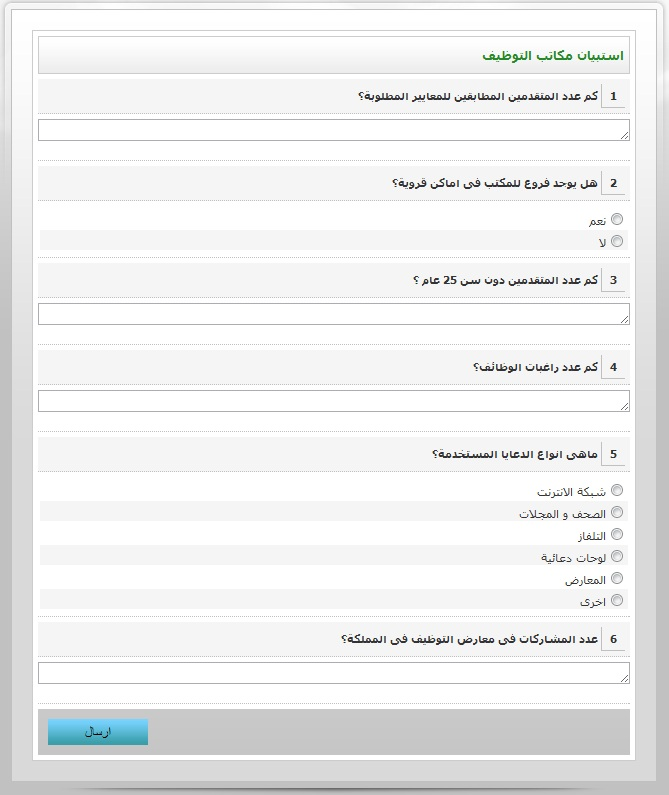 استبيان مكاتب التوظيف
1 كم عدد المتقدمين المطابقين للمعايير المطلوبة؟
2 هل يوجد فروع للمكتب في اماكن قروية؟
نعم
لا
3 كم عدد المتقدمين دون سن 25 عام ؟
4 كم عدد راغبات الوظائف؟
5 ماهي انواع الدعايا المستخدمة؟
شبكة الانترنت
الصحف و المجلات
التلفاز
لوحات دعائية
المعارض
اخرى
6 عدد المشاركات في معارض التوظيف في المملكة؟
ارسال